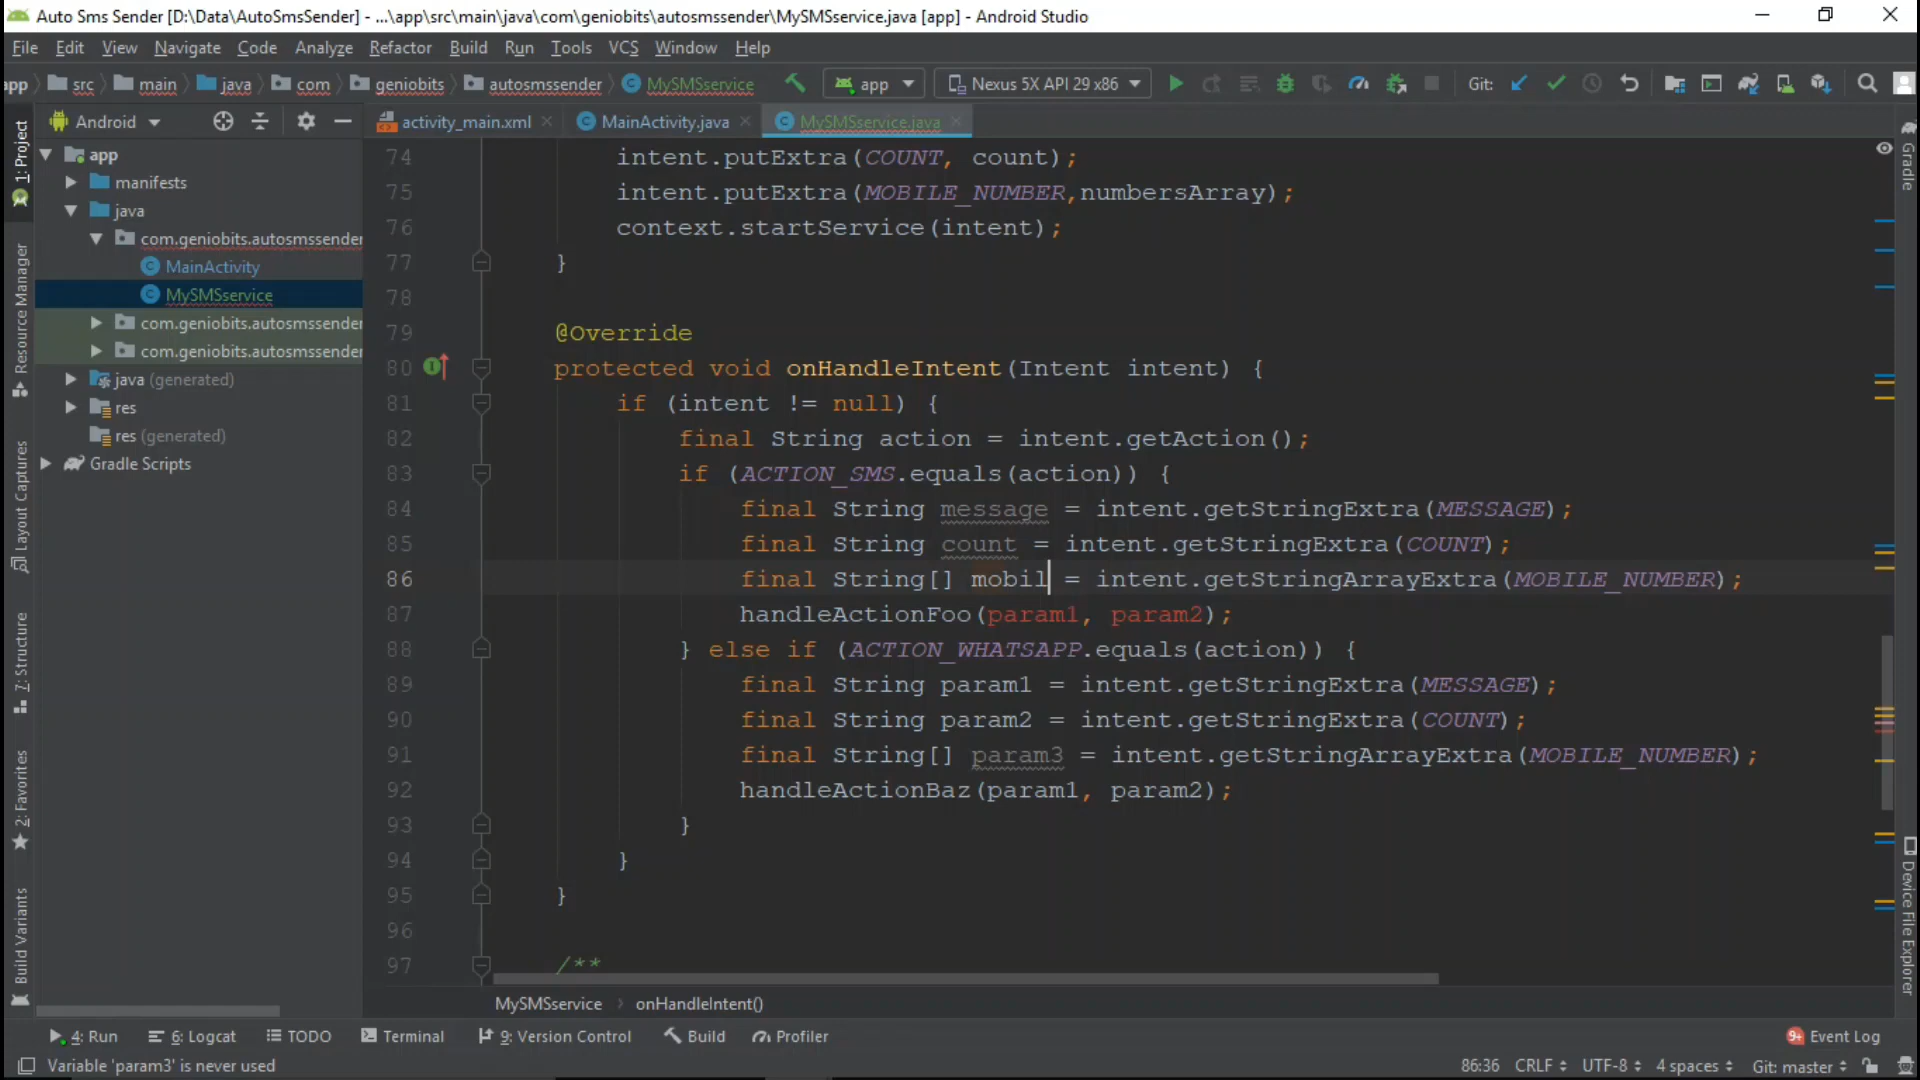 Auto Sms Sender [D:\Data\AutoSmsSender] - ...\app\src\main\java\com\geniobits\autosmssender\MySMSservice.java [app] - Android Studio
File Edit View Navigate Code Analyze Refactor Build Run Tools VCS Window Help
app src main java com geniobits autosmssender MySMSservice app Nexus 5X API 29 x86 Git:
Android activity_main.xml MainActivity.java MySMSservice.java
app
manifests
java
com.geniobits.autosmssender
MainActivity
MySMSservice
com.geniobits.autosmssender
com.geniobits.autosmssender
java (generated)
res
res (generated)
Gradle Scripts
1: Project
Resource Manager
Layout Captures
7: Structure
2: Favorites
Build Variants
74 intent.putExtra(COUNT, count);
75 intent.putExtra(MOBILE_NUMBER,numbersArray);
76 context.startService(intent);
77 }
78
79 @Override
80 protected void onHandleIntent(Intent intent) {
81 if (intent != null) {
82 final String action = intent.getAction();
83 if (ACTION_SMS.equals(action)) {
84 final String message = intent.getStringExtra(MESSAGE);
85 final String count = intent.getStringExtra(COUNT);
86 final String[] mobil = intent.getStringArrayExtra(MOBILE_NUMBER);
87 handleActionFoo(param1, param2);
88 } else if (ACTION_WHATSAPP.equals(action)) {
89 final String param1 = intent.getStringExtra(MESSAGE);
90 final String param2 = intent.getStringExtra(COUNT);
91 final String[] param3 = intent.getStringArrayExtra(MOBILE_NUMBER);
92 handleActionBaz(param1, param2);
93 }
94 }
95 }
96
97 /**
Gradle
Device File Explorer
MySMSservice onHandleIntent()
4: Run 6: Logcat TODO Terminal 9: Version Control Build Profiler 9+ Event Log
Variable 'param3' is never used 86:36 CRLF UTF-8 4 spaces Git: master